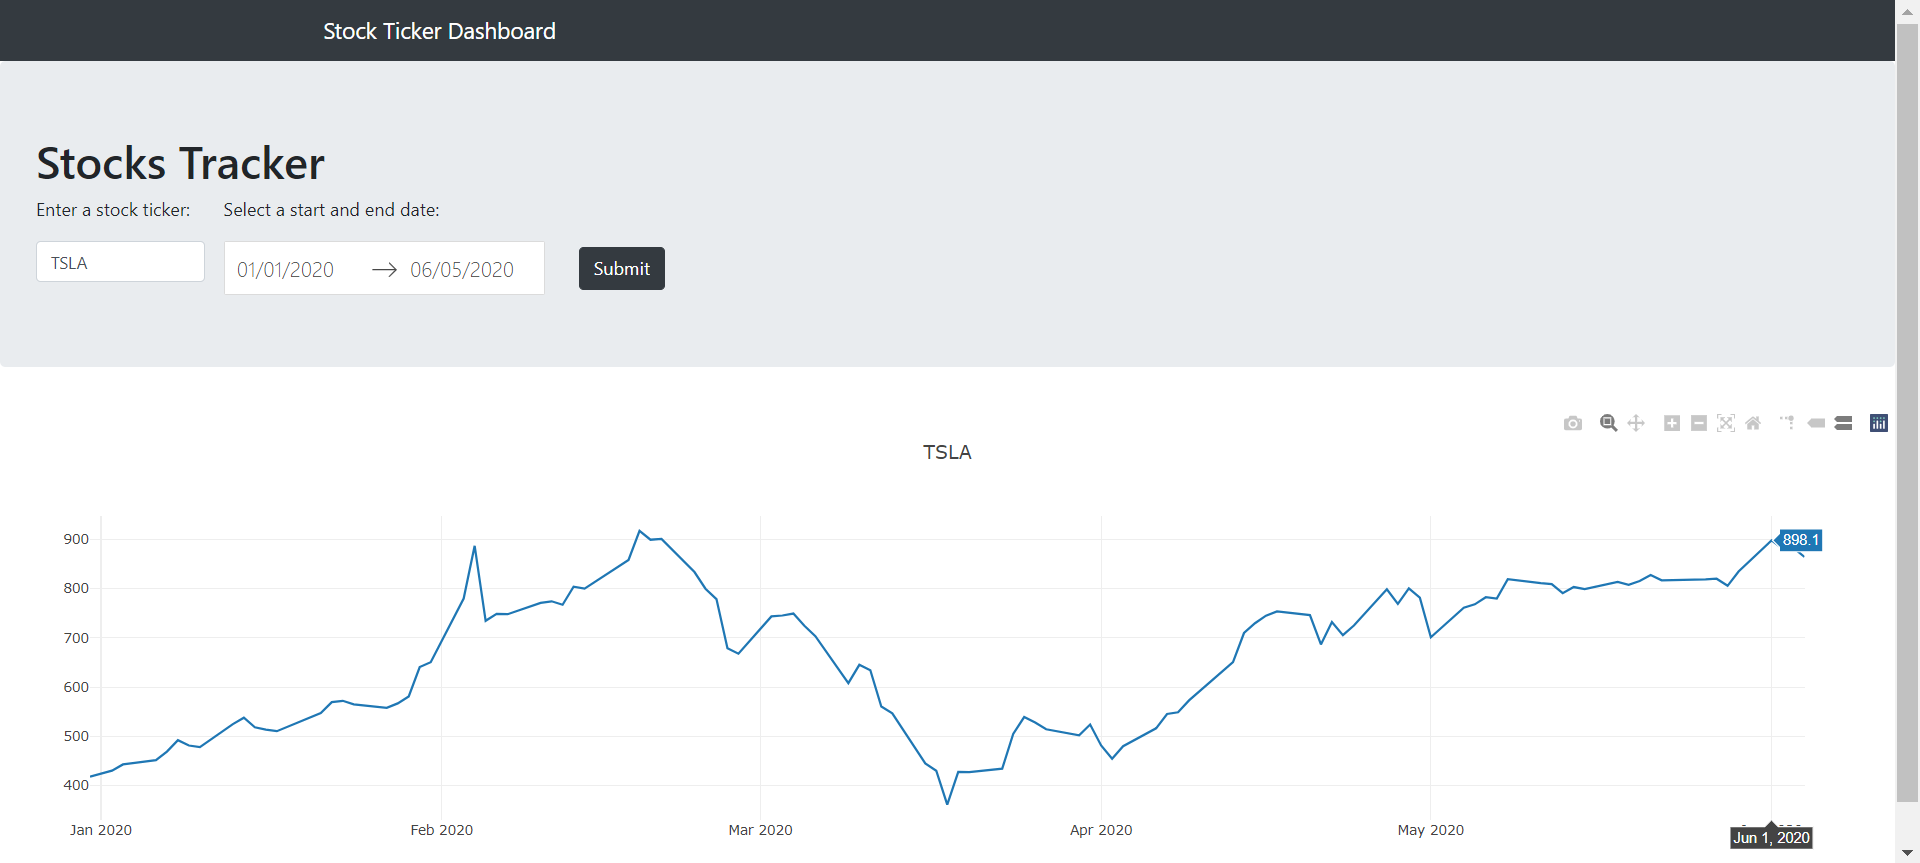 Stock Ticker Dashboard
Stocks Tracker
Enter a stock ticker: Select a start and end date:
TSLA 01/01/2020 06/05/2020 Submit
TSLA
900
898.1
800
700
600
500
400
Jan 2020 Feb 2020 Mar 2020 Apr 2020 May 2020
Jun 1, 2020